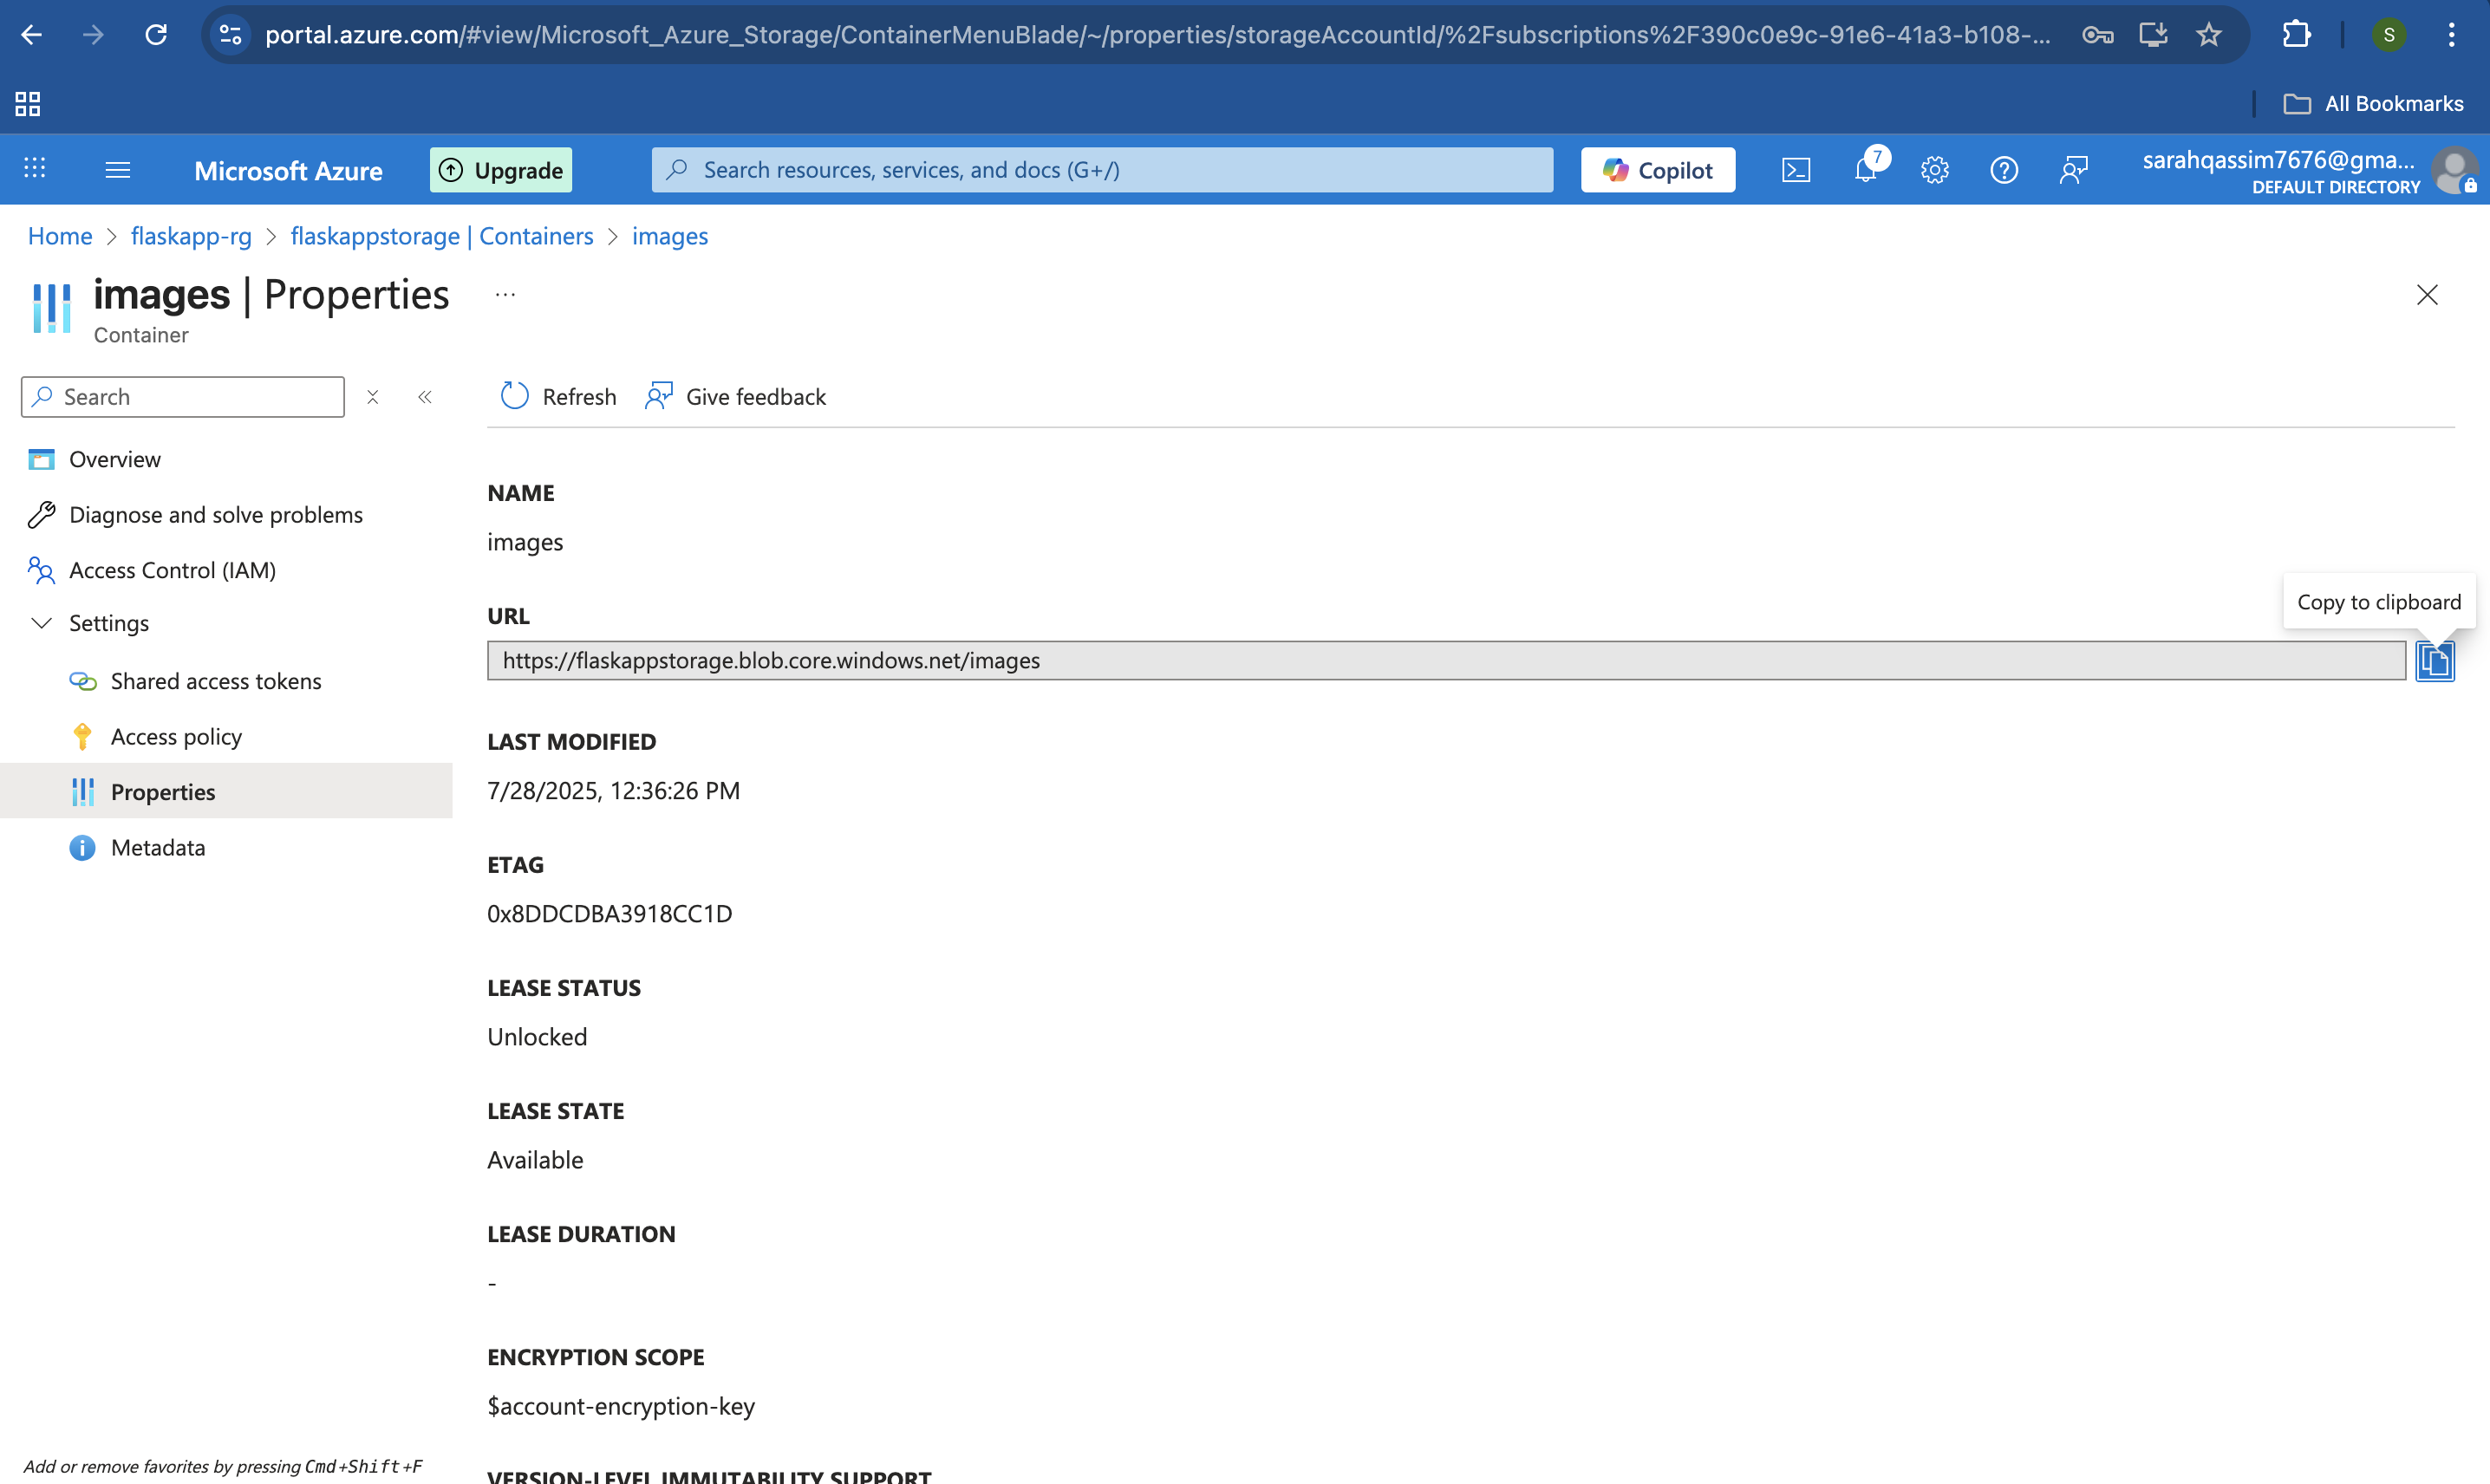 portal.azure.com/#view/Microsoft_Azure_Storage/ContainerMenuBlade/~/properties/storageAccountId/%2Fsubscriptions%2F390c0e9c-91e6-41a3-b108-...
S
All Bookmarks
Microsoft Azure
Upgrade
Search resources, services, and docs (G+/)
Copilot
7
sarahqassim7676@gma...
DEFAULT DIRECTORY
Home > flaskapp-rg > flaskappstorage | Containers > images
images | Properties ...
Container
Search
Refresh
Give feedback
Overview
Diagnose and solve problems
Access Control (IAM)
Settings
Shared access tokens
Access policy
Properties
Metadata
NAME
images
Copy to clipboard
URL
https://flaskappstorage.blob.core.windows.net/images
LAST MODIFIED
7/28/2025, 12:36:26 PM
ETAG
0x8DDCDBA3918CC1D
LEASE STATUS
Unlocked
LEASE STATE
Available
LEASE DURATION
-
ENCRYPTION SCOPE
$account-encryption-key
VERSION-LEVEL IMMUTABILITY SUPPORT
Add or remove favorites by pressing Cmd+Shift+F